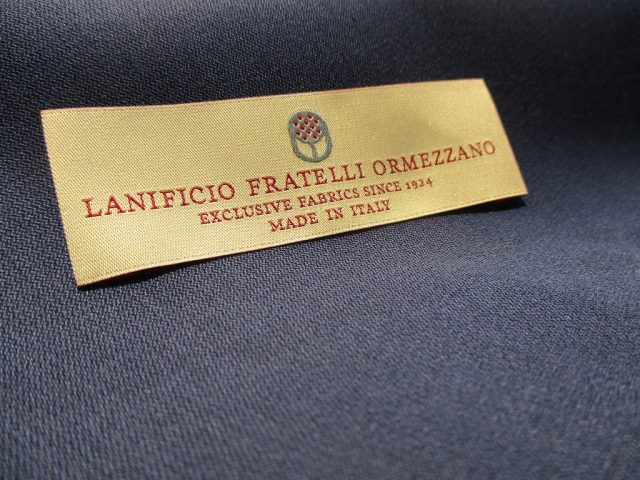 LANIFICIO FRATELLI ORMEZZANO
EXCLUSIVE FABRICS SINCE 1934
MADE IN ITALY